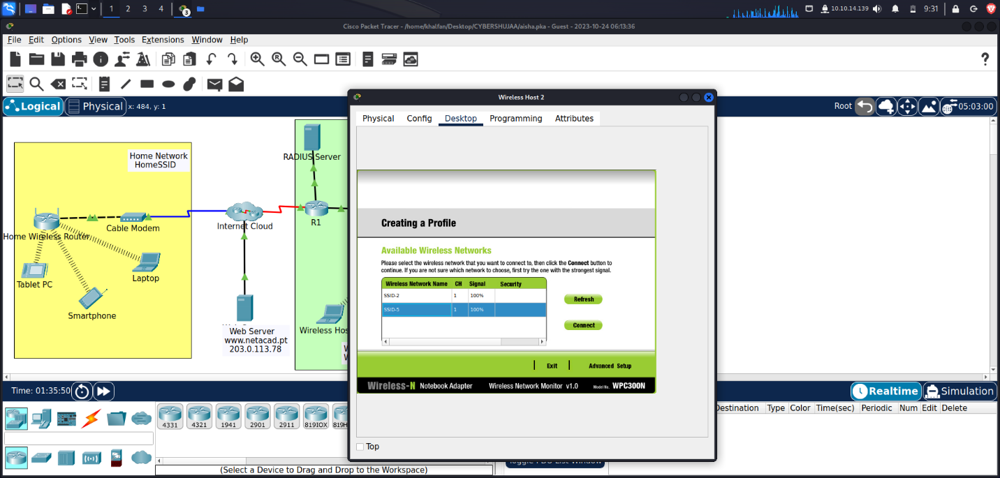 1 2 3 4 3 10.10.14.139 9:31
Cisco Packet Tracer - /home/khalfan/Desktop/CYBERSHUJAA/aisha.pka - Guest - 2023-10-24 06:13:36
File Edit Options View Tools Extensions Window Help
Logical Physical x: 484, y: 1
Root 05:03:00
Home Network
HomeSSID
RADIUS Server
Cable Modem
Home Wireless Router
Internet Cloud
R1
Tablet PC
Laptop
Smartphone
Web Server
www.netacad.pt
203.0.113.78
Wireless Hos
Wireless Host 2
Physical Config Desktop Programming Attributes
Creating a Profile
Available Wireless Networks
Please select the wireless network that you want to connect to, then click the Connect button to
continue. If you are not sure which network to choose, first try the one with the strongest signal.
Wireless Network Name CH Signal Security
SSID-2 1 100%
SSID-5 1 100%
Refresh
Connect
Exit Advanced Setup
Wireless-N Notebook Adapter Wireless Network Monitor v1.0 Model No. WPC300N
Top
Time: 01:35:50
Realtime Simulation
4331 4321 1941 2901 2911 819IOX 819H
(Select a Device to Drag and Drop to the Workspace)
Destination Type Color Time(sec) Periodic Num Edit Delete
Toggle PDU List Window